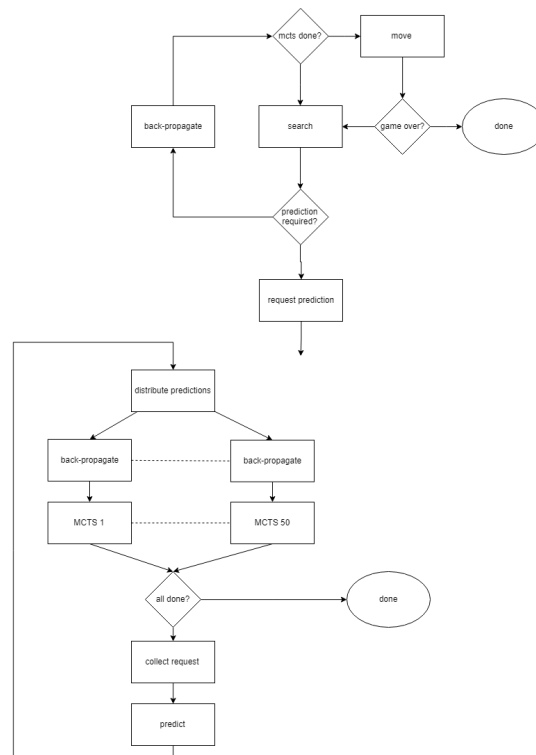 mcts done?
move
back-propagate
search
game over?
done
prediction
required?
request prediction
distribute predictions
back-propagate
back-propagate
MCTS 1
MCTS 50
all done?
done
collect request
predict